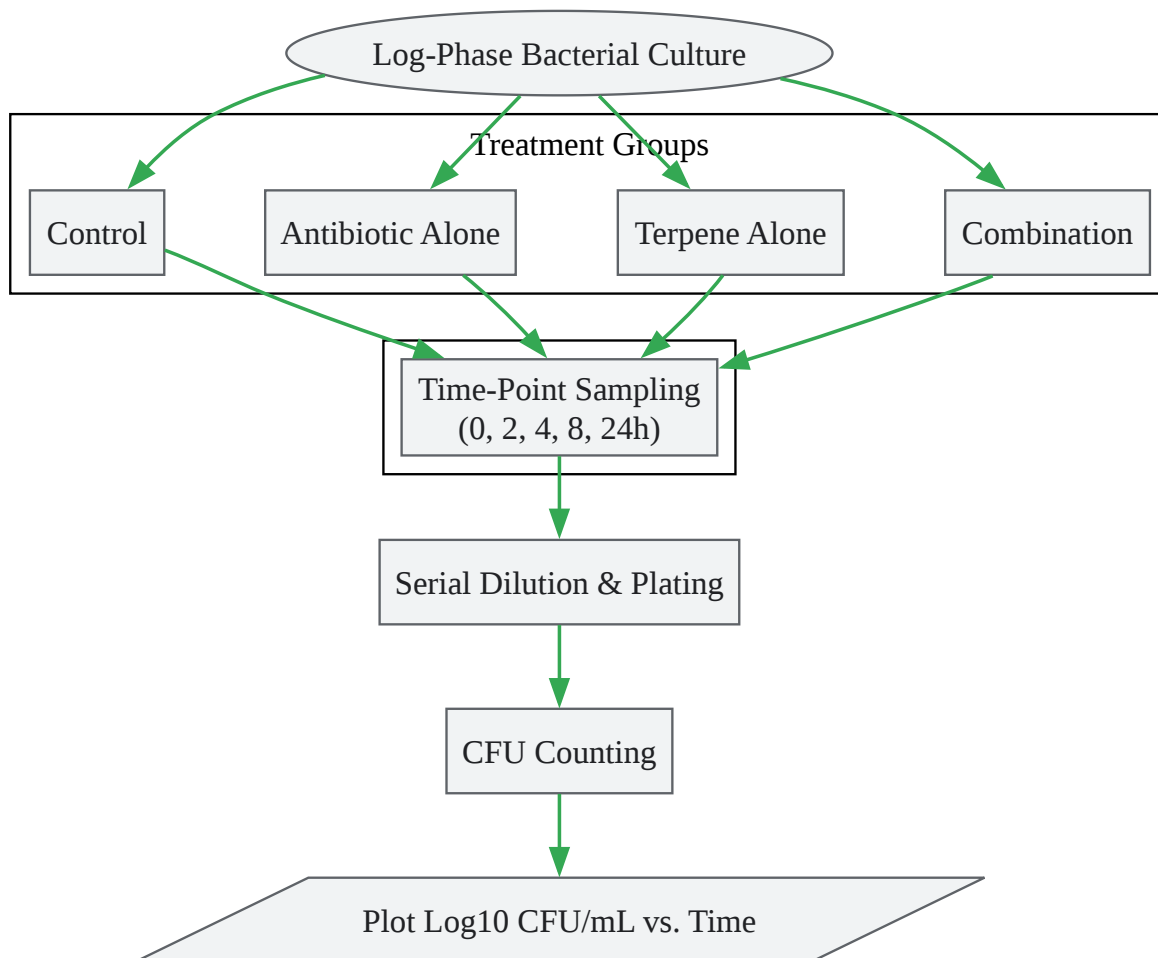 Log-Phase Bacterial Culture
Treatment Groups
Control
Antibiotic Alone
Terpene Alone
Combination
Time-Point Sampling
(0, 2, 4, 8, 24h)
Serial Dilution & Plating
CFU Counting
Plot Log10 CFU/mL vs. Time